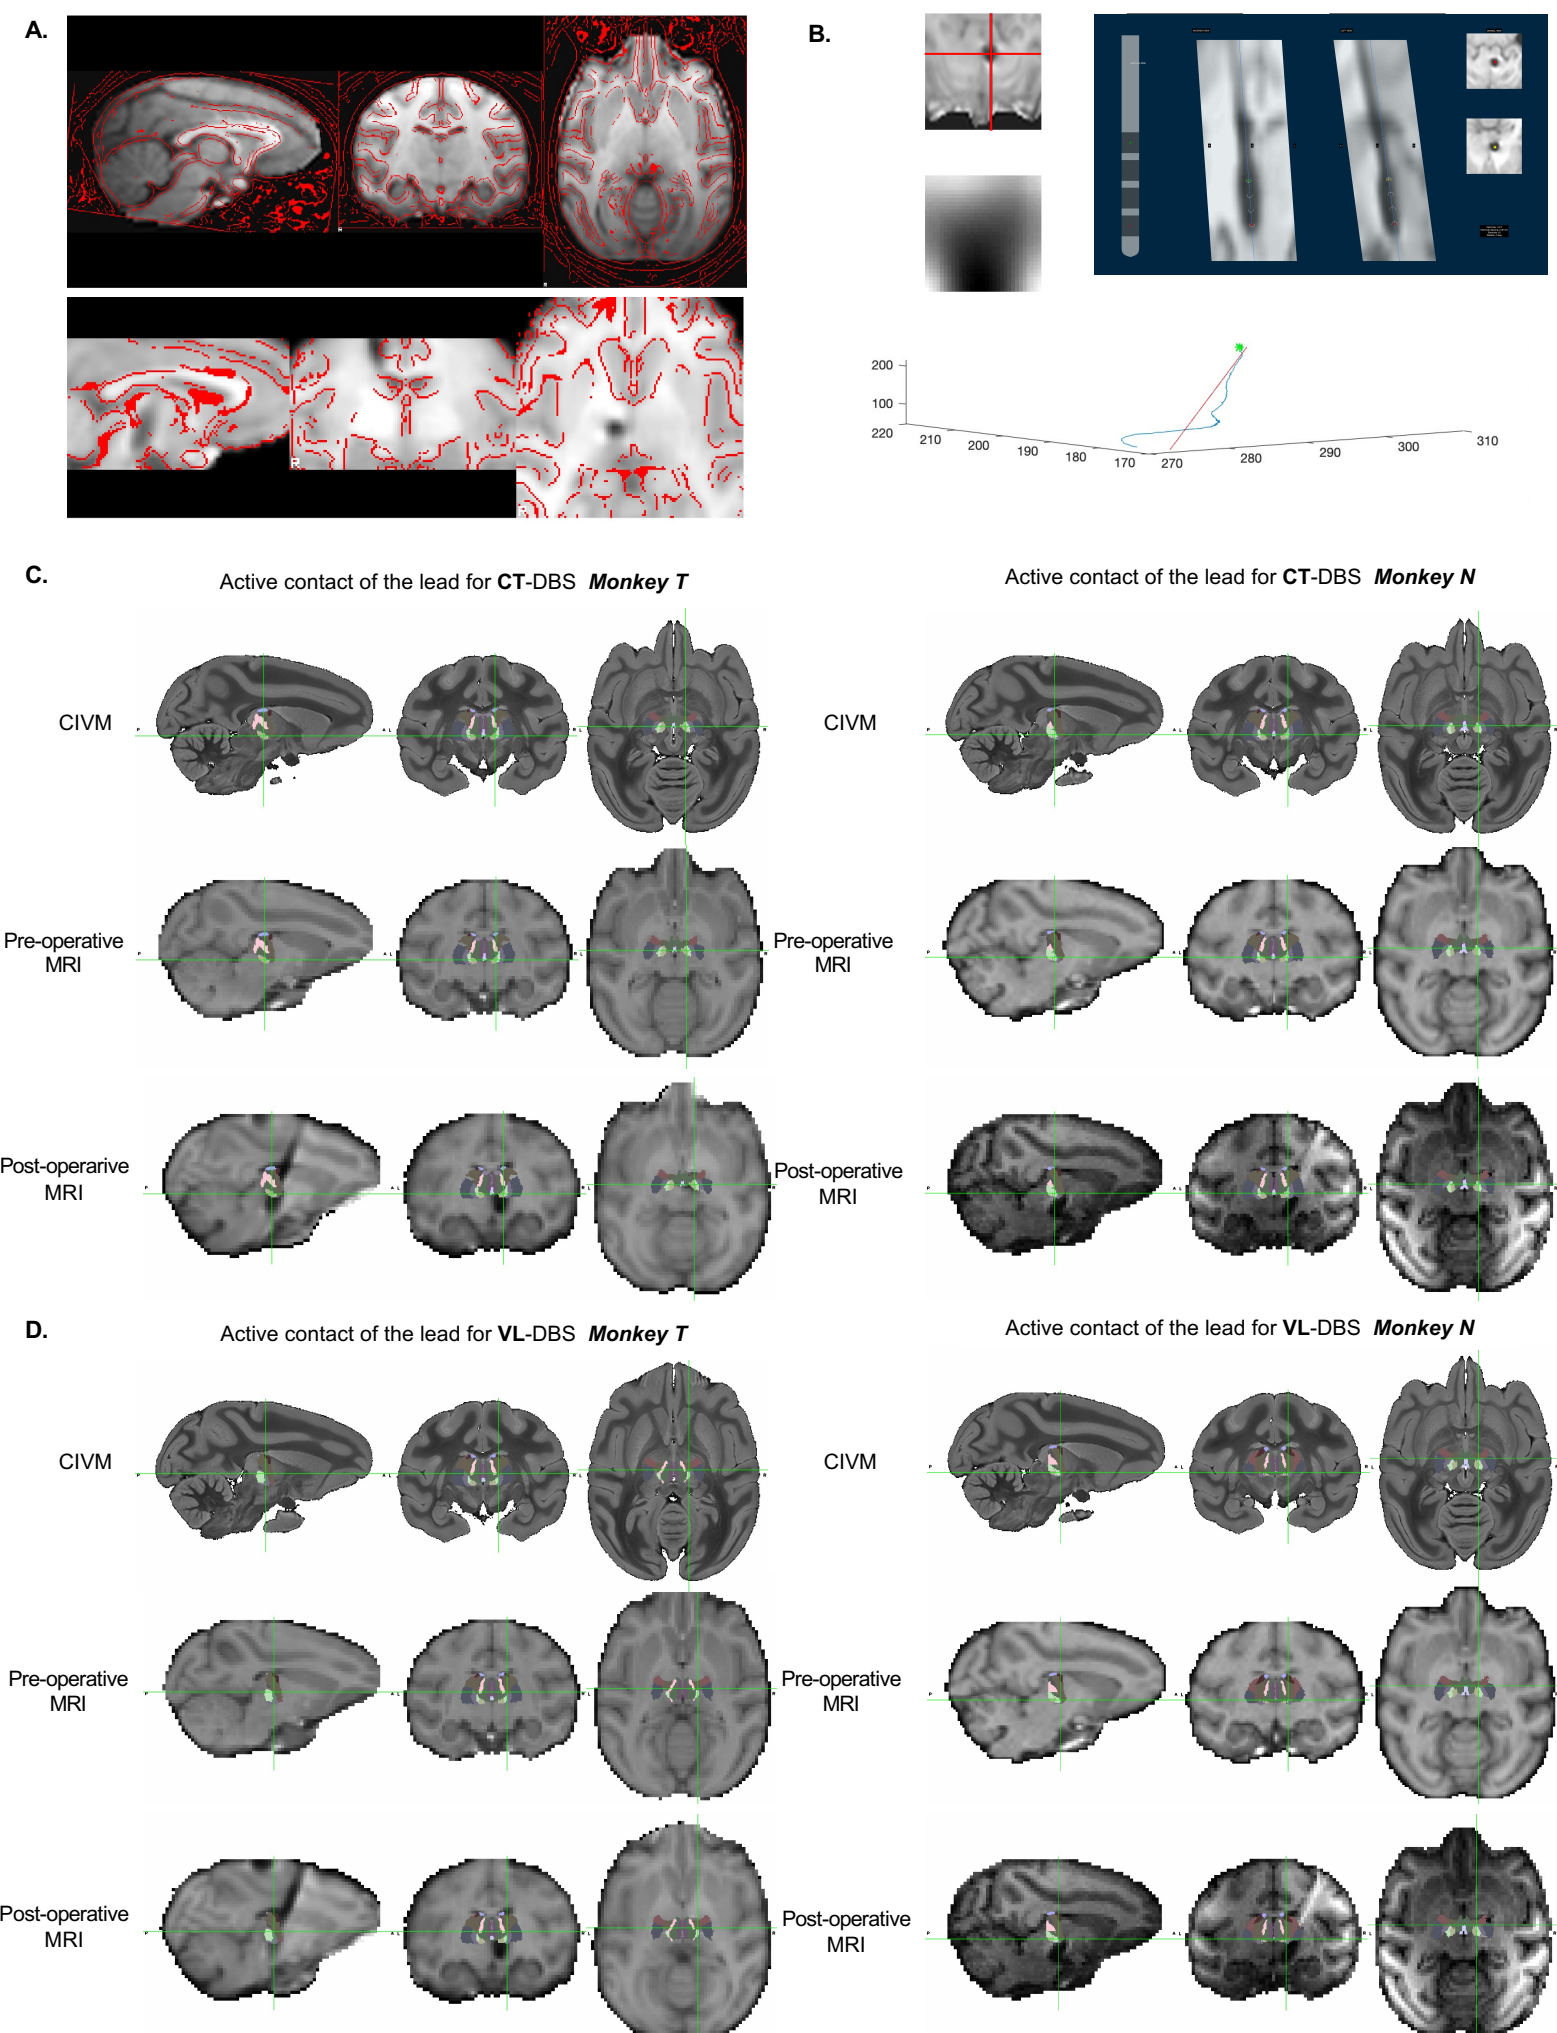 A.
B.
R
200
100
220
210
200
190
180
170
270
280
290
300
310
C.
Active contact of the lead for CT-DBS Monkey T
Active contact of the lead for CT-DBS Monkey N
CIVM
P
A L
R L
R
CIVM
P
A L
R L
R
Pre-operative
MRI
P
A L
R L
R
Pre-operative
MRI
P
A L
R L
R
Post-operarive
MRI
P
A L
R L
R
Post-operative
MRI
P
A L
R L
R
D.
Active contact of the lead for VL-DBS Monkey T
Active contact of the lead for VL-DBS Monkey N
CIVM
P
A L
R L
R
CIVM
P
A L
R L
R
Pre-operative
MRI
P
A L
R L
R
Pre-operative
MRI
P
A L
R L
R
Post-operative
MRI
P
A L
R L
R
Post-operative
MRI
P
A L
R L
R